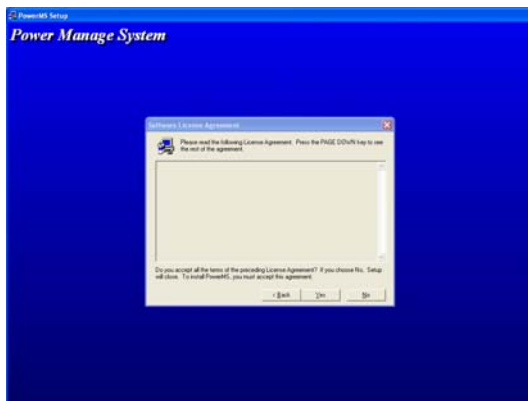 PowerMS Setup
Power Manage System
Software License Agreement
Please read the following License Agreement. Press the PAGE DOWN key to see
the rest of the agreement.
Do you accept all the terms of the preceding License Agreement? If you choose No, Setup
will close. To install PowerMS, you must accept this agreement.
< Back
Yes
No